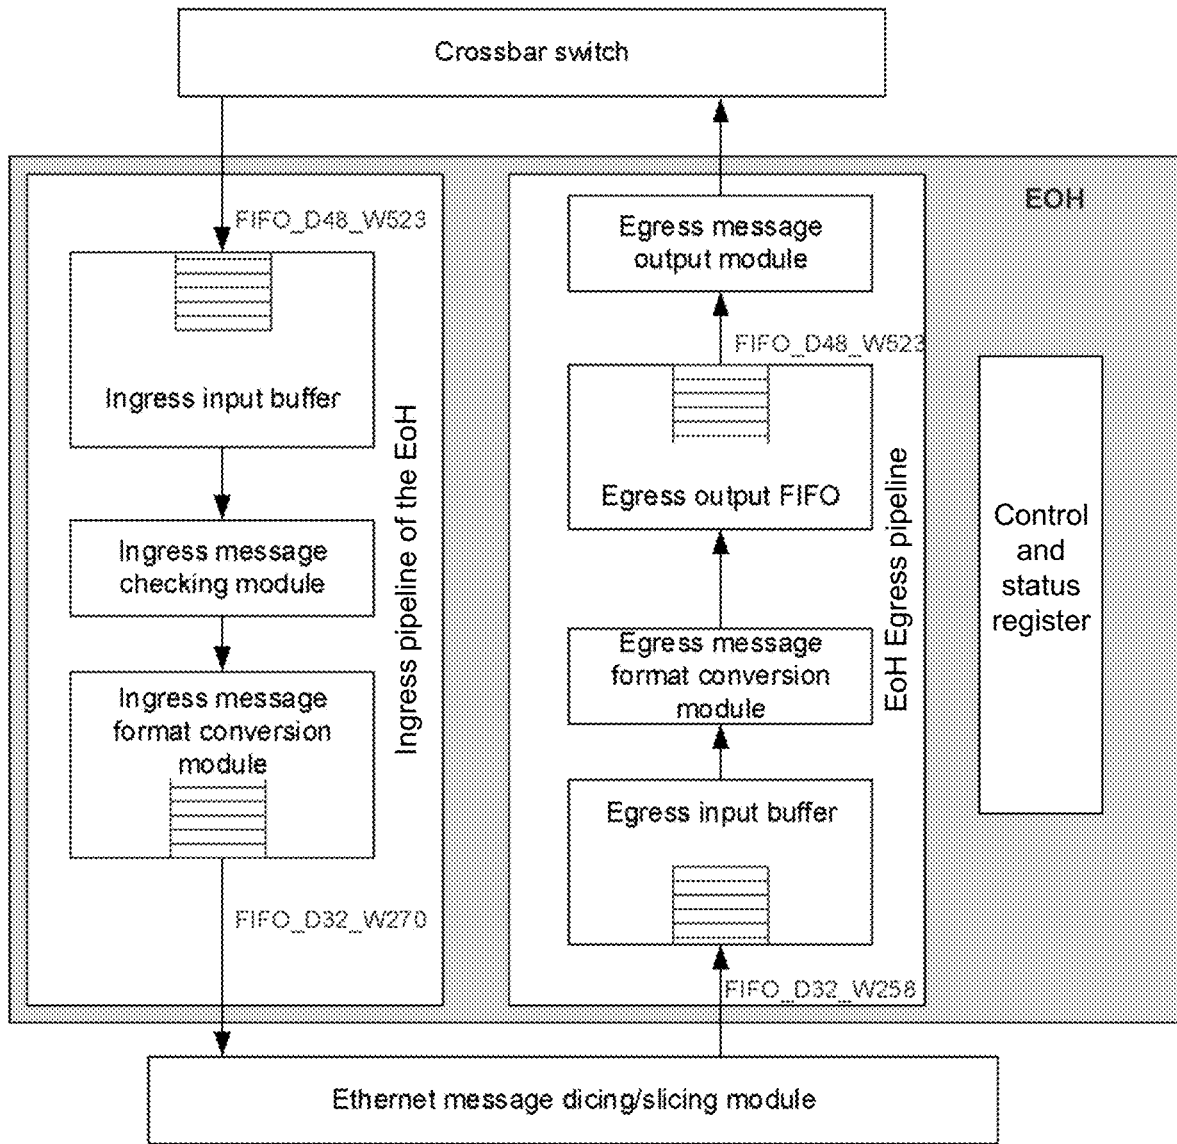 Crossbar switch
EOH
FIFO_D48_W523
Ingress input buffer
Ingress message
checking module
Ingress message
format conversion
module
FIFO_D32_W270
Ingress pipeline of the EoH
Egress message
output module
FIFO_D48_W523
Egress output FIFO
Egress message
format conversion
module
Egress input buffer
FIFO_D32_W258
EoH Egress pipeline
Control
and
status
register
Ethernet message dicing/slicing module